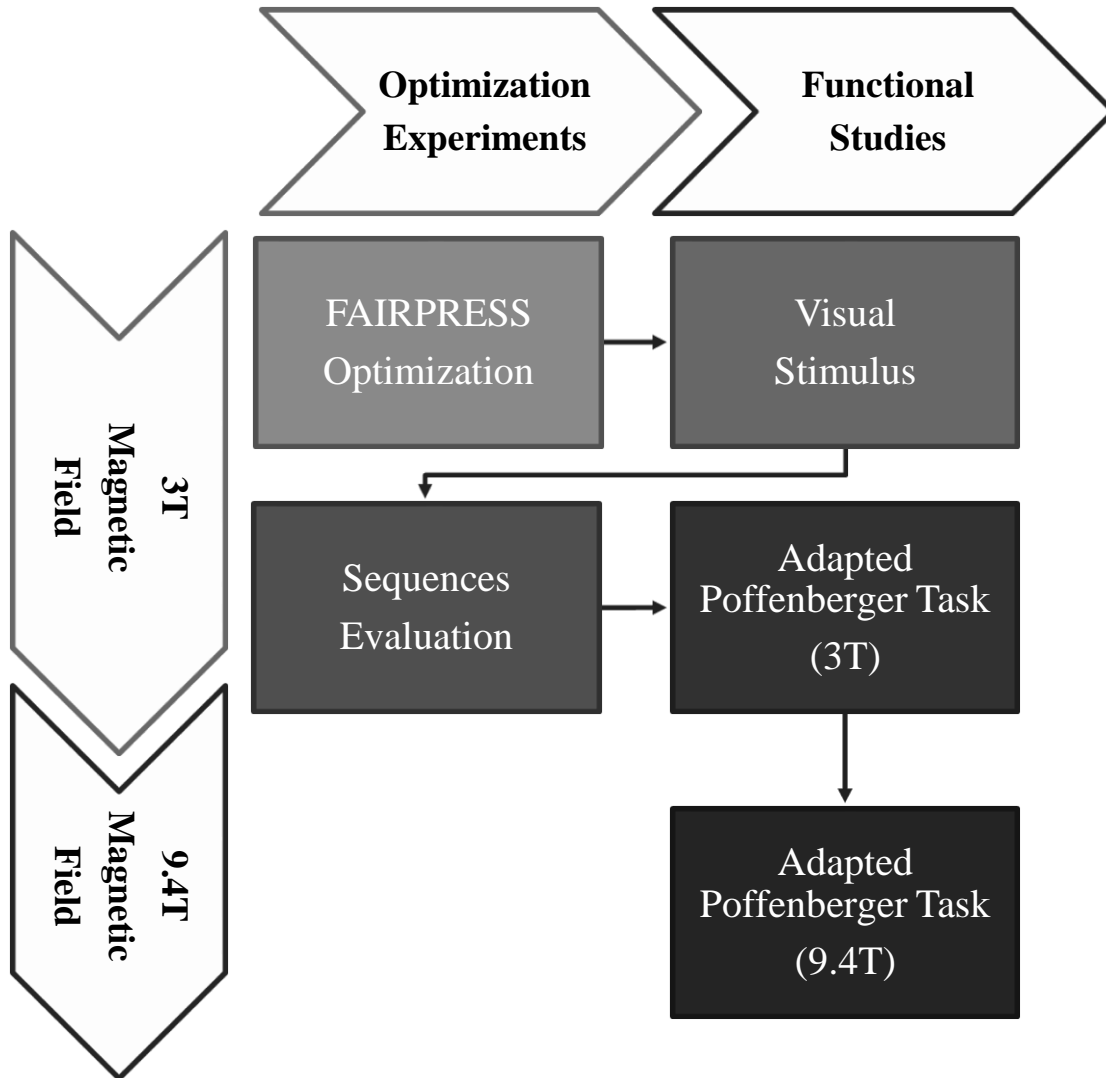 Optimization
Experiments
Functional
Studies
3T
Magnetic
Field
FAIRPRESS
Optimization
Visual
Stimulus
Sequences
Evaluation
Adapted
Poffenberger Task
(3T)
9.4T
Magnetic
Field
Adapted
Poffenberger Task
(9.4T)